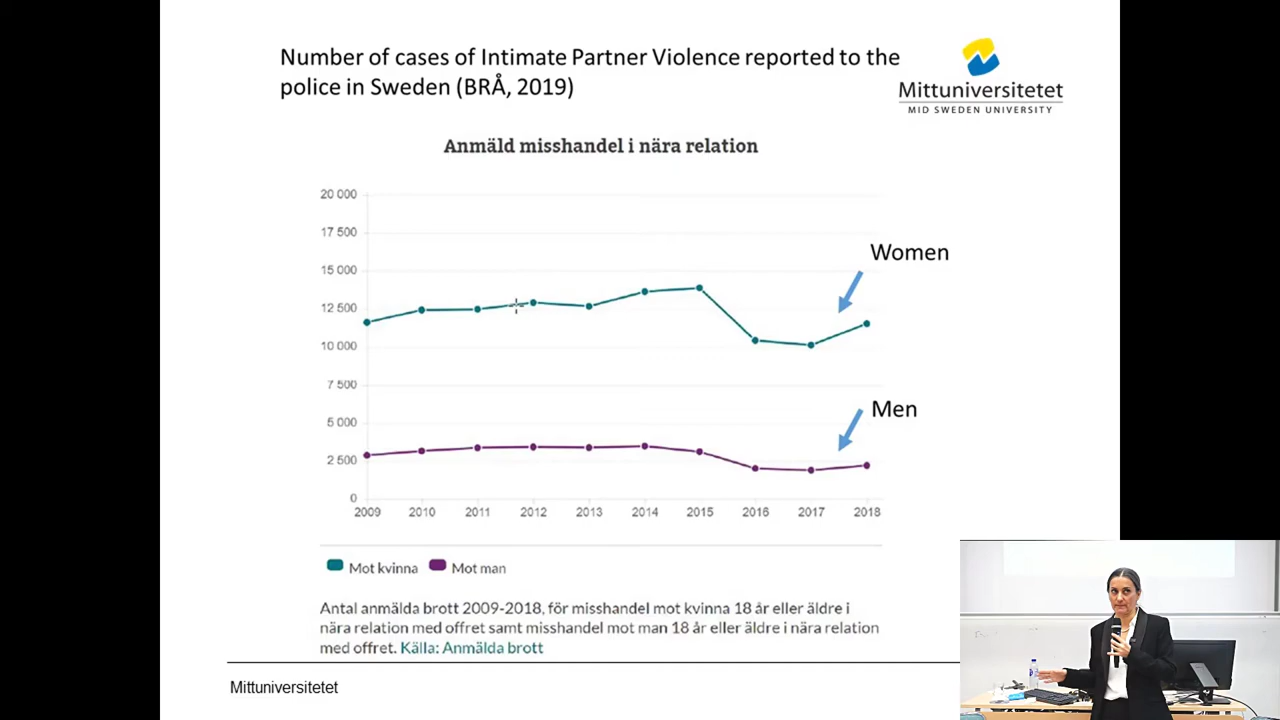 Number of cases of Intimate Partner Violence reported to the
police in Sweden (BRÅ, 2019)
Mittuniversitetet
MID SWEDEN UNIVERSITY
Anmäld misshandel i nära relation
20 000
17 500
15 000
12 500
10 000
7 500
5 000
2 500
0
Women
Men
2009 2010 2011 2012 2013 2014 2015 2016 2017 2018
Mot kvinna Mot man
Antal anmälda brott 2009-2018, för misshandel mot kvinna 18 år eller äldre i
nära relation med offret samt misshandel mot man 18 år eller äldre i nära relation
med offret. Källa: Anmälda brott
Mittuniversitetet